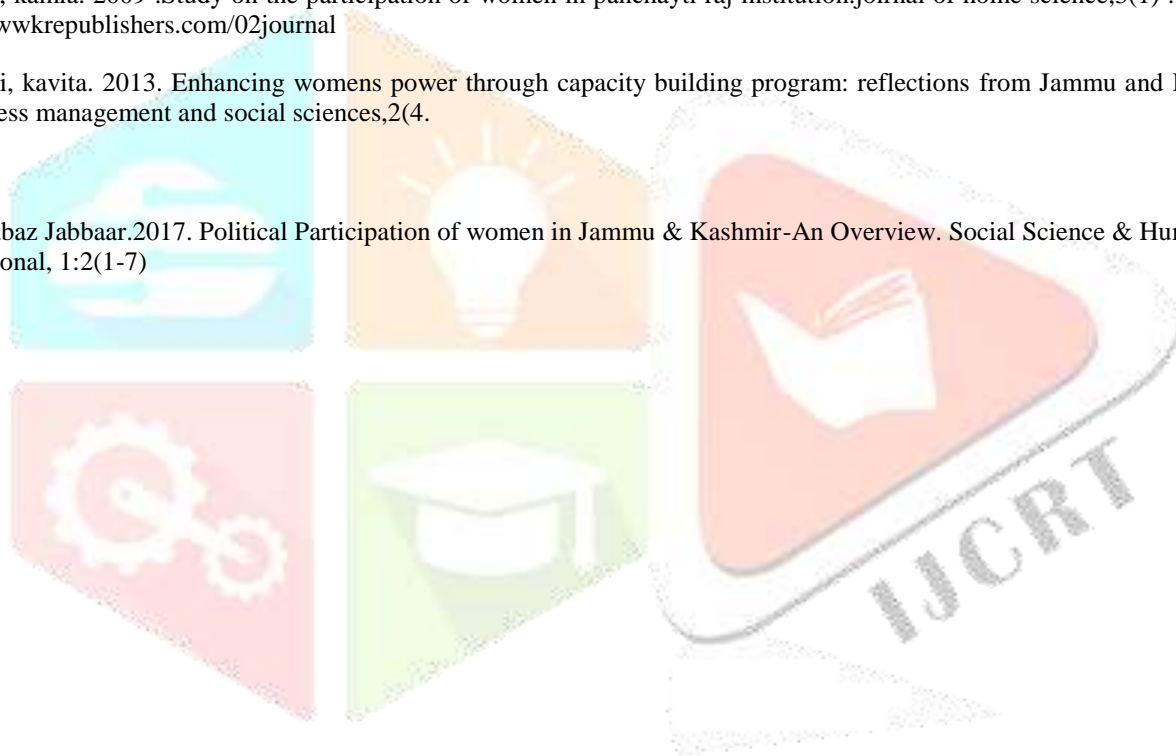 , kamla. 2009 .Study on the participation of women in panchayti raj institution.joirnal of home science,3(1) .
wwkrepublishers.com/02journal
i, kavita. 2013. Enhancing womens power through capacity building program: reflections from Jammu and
ess management and social sciences,2(4.
baz Jabbaar.2017. Political Participation of women in Jammu & Kashmir-An Overview. Social Science & Hu
onal, 1:2(1-7)
IJCRT